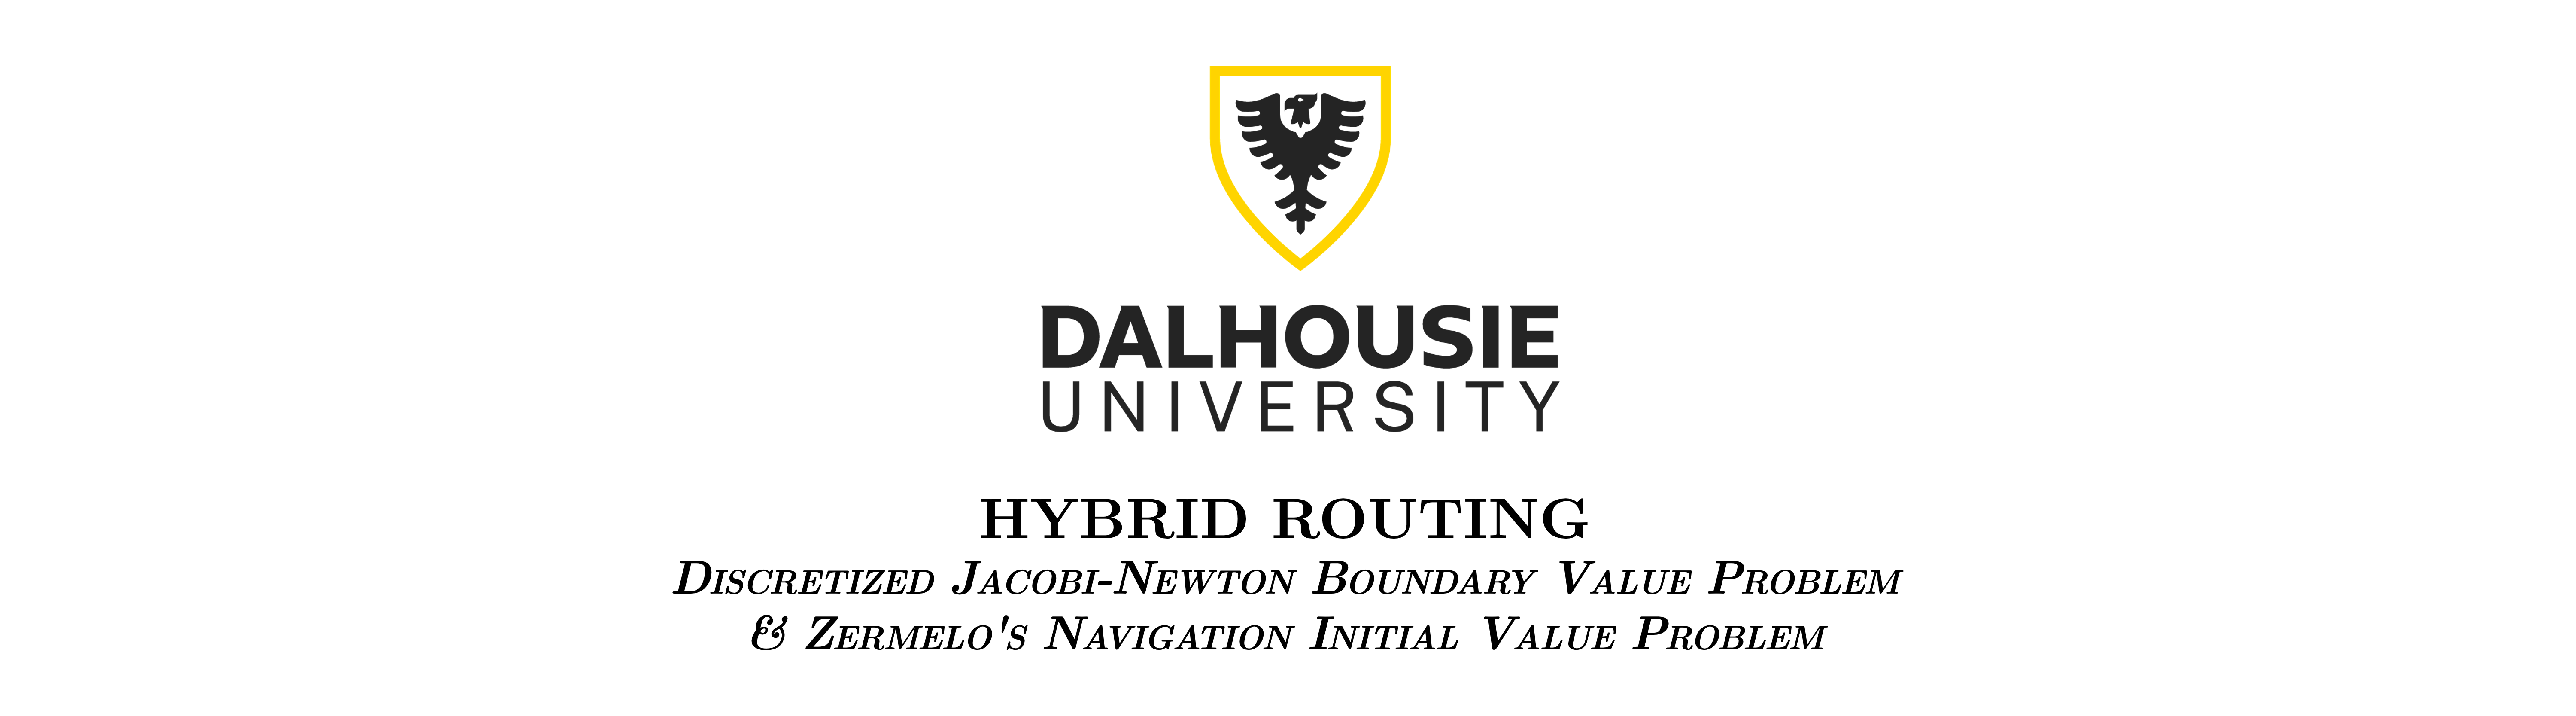 DALHOUSIE
UNIVERSITY
HYBRID ROUTING
Discretized Jacobi-Newton Boundary Value Problem
& Zermelo's Navigation Initial Value Problem